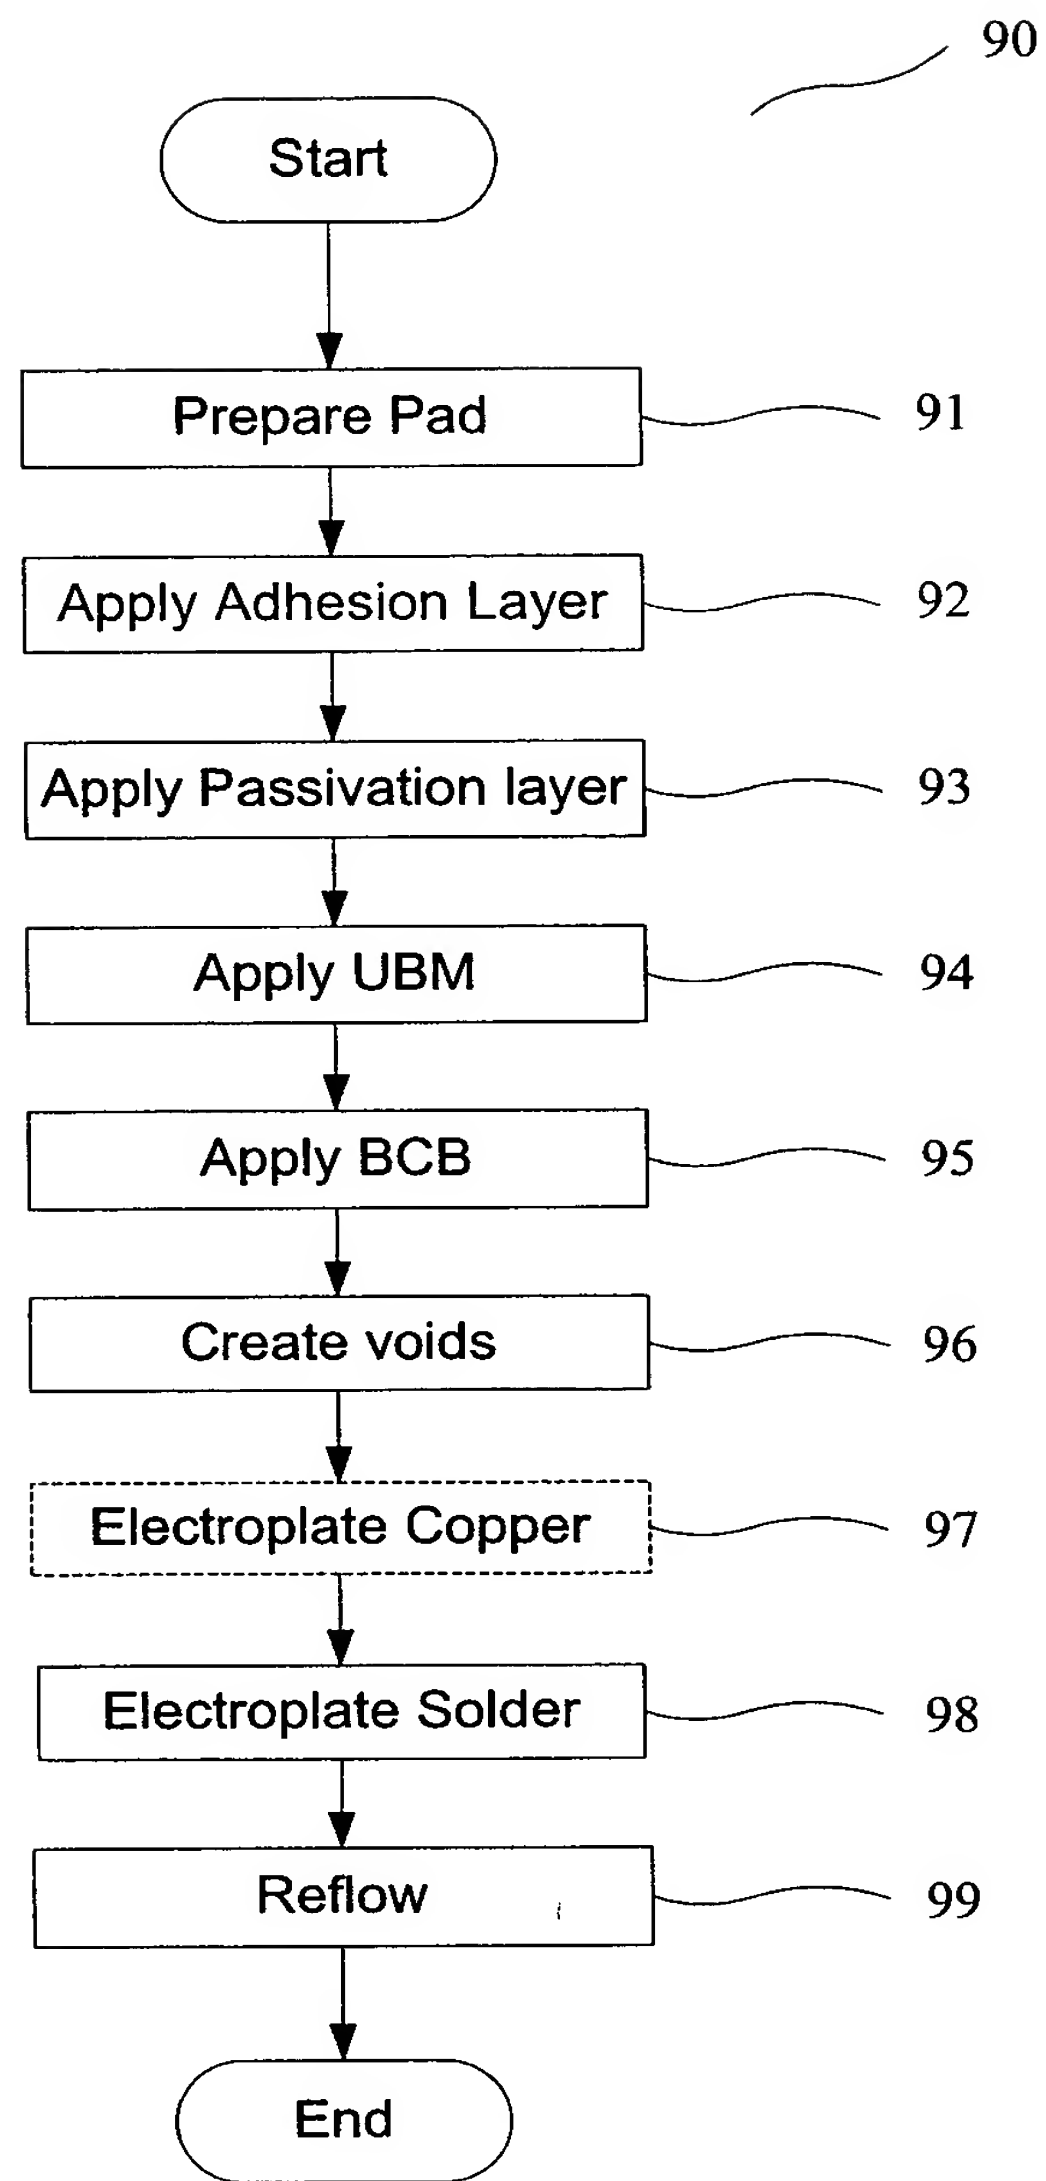 90
Start
Prepare Pad
91
Apply Adhesion Layer
92
Apply Passivation layer
93
Apply UBM
94
Apply BCB
95
Create voids
96
Electroplate Copper
97
Electroplate Solder
98
Reflow
99
End